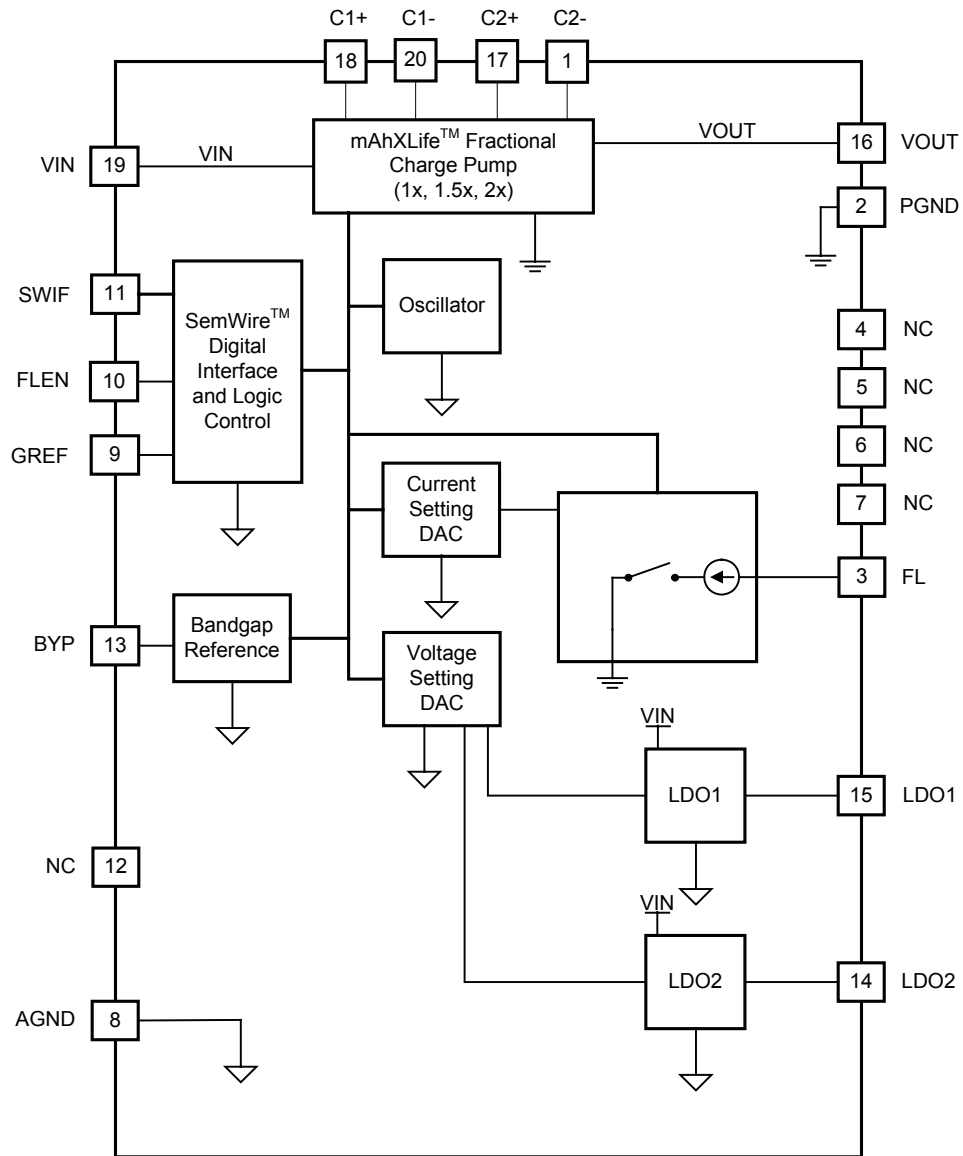 C1+ C1- C2+ C2-
18 20 17 1
mAhXLife™ Fractional
Charge Pump
(1x, 1.5x, 2x)
VIN 19 VIN
VOUT 16 VOUT
2 PGND
SWIF 11
FLEN 10
GREF 9
SemWire™
Digital
Interface
and Logic
Control
Oscillator
4 NC
5 NC
6 NC
7 NC
Current
Setting
DAC
3 FL
BYP 13
Bandgap
Reference
Voltage
Setting
DAC
VIN
LDO1
15 LDO1
NC 12
VIN
LDO2
14 LDO2
AGND 8